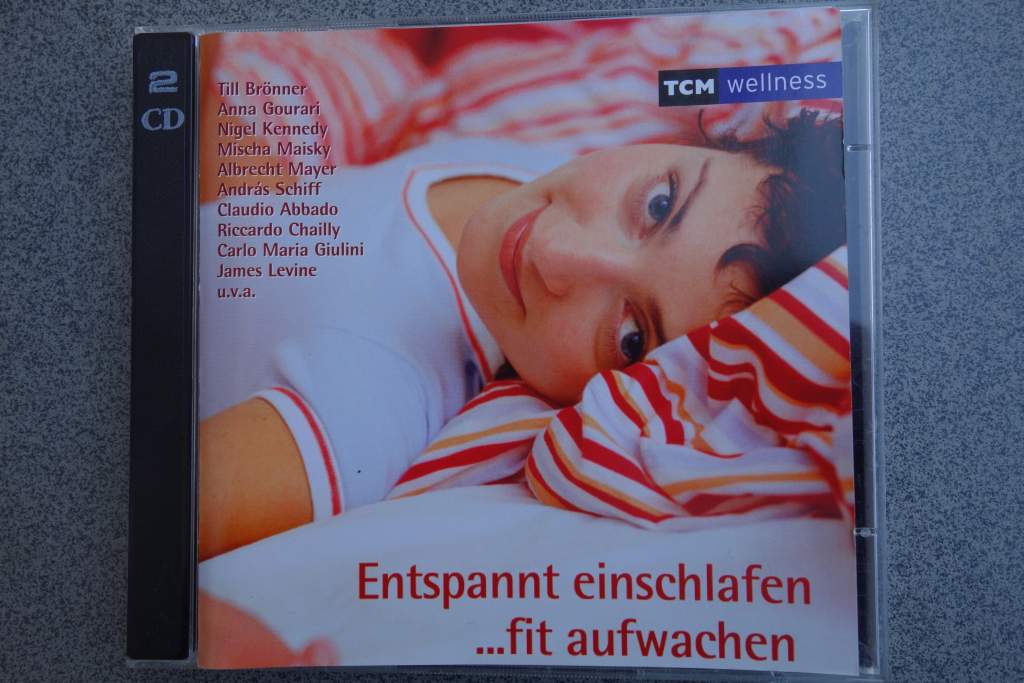 2
CD
Till Brönner
Anna Gourari
Nigel Kennedy
Mischa Maisky
Albrecht Mayer
András Schiff
Claudio Abbado
Riccardo Chailly
Carlo Maria Giulini
James Levine
u.v.a.
TCM wellness
Entspannt einschlafen
...fit aufwachen